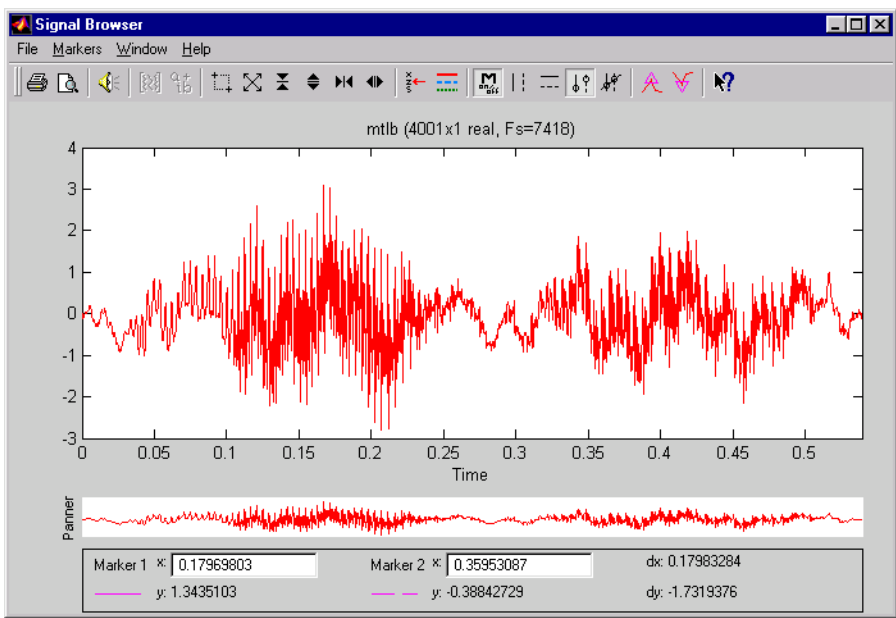 Signal Browser
File Markers Window Help
M on/off
mtlb (4001x1 real, Fs=7418)
4
3
2
1
0
-1
-2
-3
0 0.05 0.1 0.15 0.2 0.25 0.3 0.35 0.4 0.45 0.5
Time
Panner
Marker 1 x: 0.17969803 Marker 2 x: 0.35953087 dx: 0.17983284
y: 1.3435103 y: -0.38842729 dy: -1.7319376